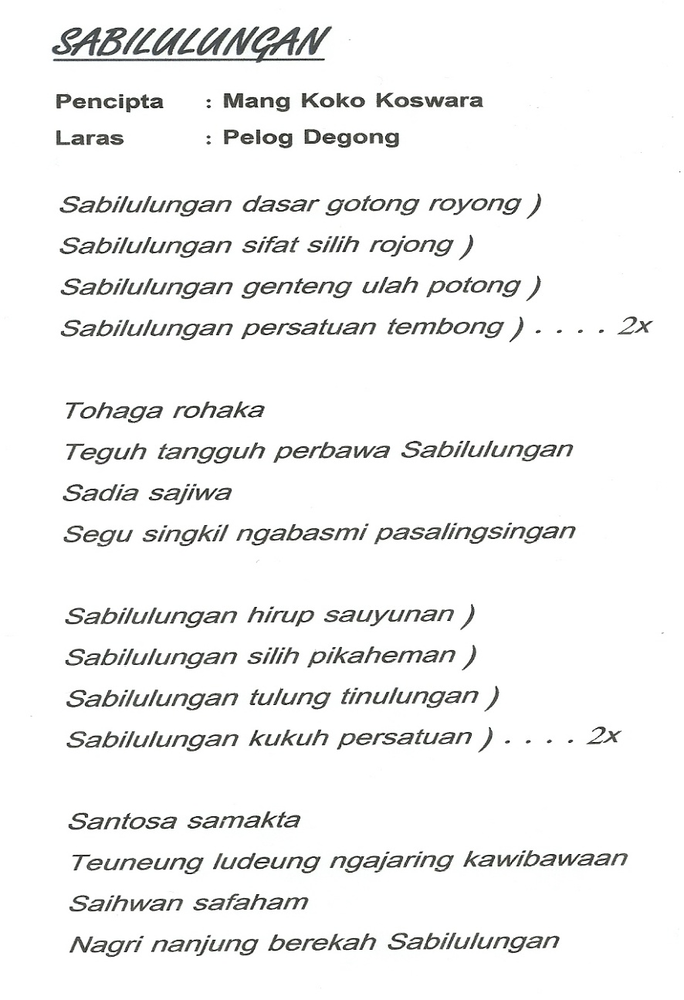 SABILULUNGAN
Pencipta : Mang Koko Koswara
Laras : Pelog Degong
Sabilulungan dasar gotong royong )
Sabilulungan sifat silih rojong )
Sabilulungan genteng ulah potong )
Sabilulungan persatuan tembong ) . . . . 2x
Tohaga rohaka
Teguh tangguh perbawa Sabilulungan
Sadia sajiwa
Segu singkil ngabasmi pasalingsingan
Sabilulungan hirup sauyunan )
Sabilulungan silih pikaheman )
Sabilulungan tulung tinulungan )
Sabilulungan kukuh persatuan ) . . . . 2x
Santosa samakta
Teuneung ludeung ngajaring kawibawaan
Saihwan safaham
Nagri nanjung berekah Sabilulungan